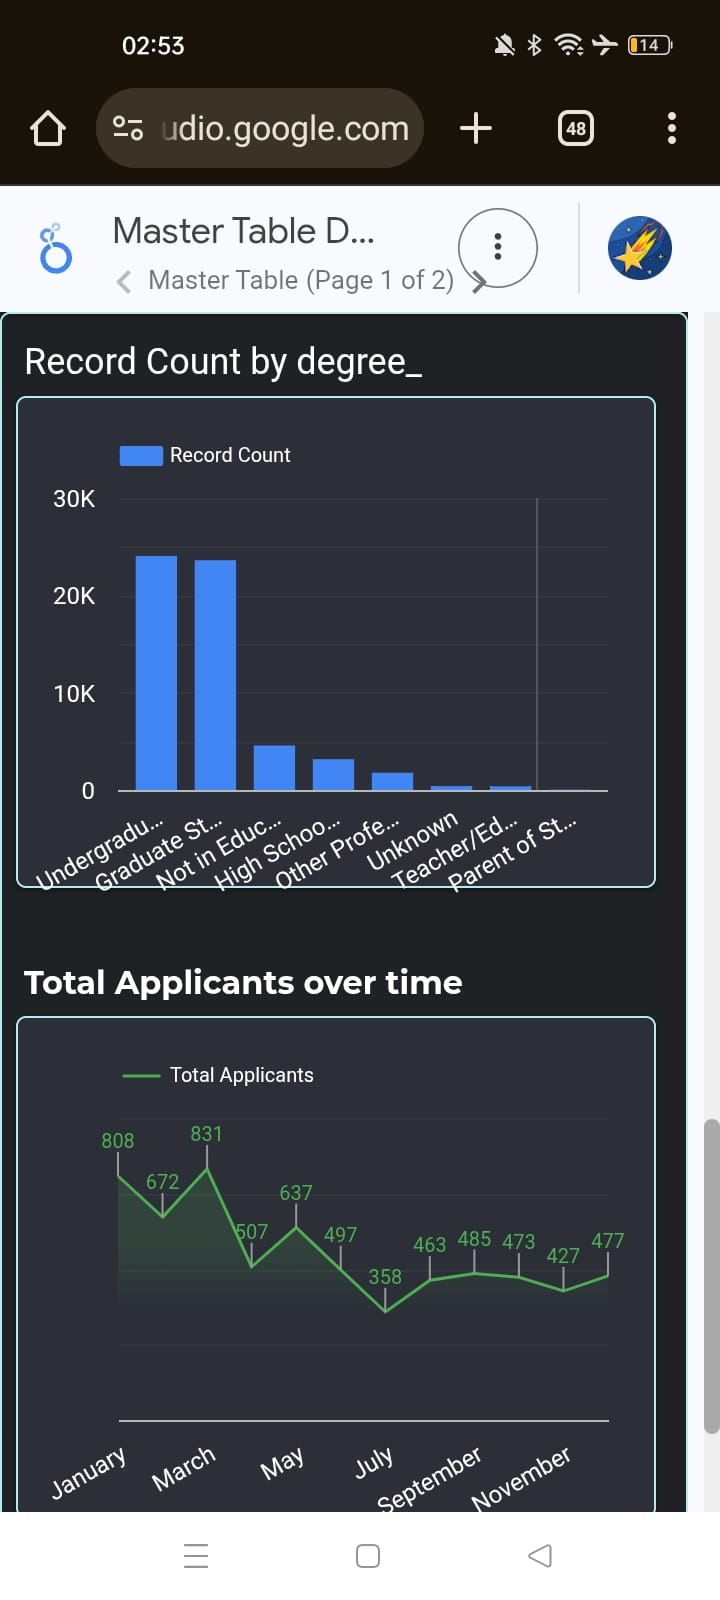 02:53
14
udio.google.com
48
Master Table D...
Master Table (Page 1 of 2)
Record Count by degree_
Record Count
30K
20K
10K
0
Undergradu...
Graduate St...
Not in Educ...
High Schoo...
Other Profe...
Unknown
Teacher/Ed...
Parent of St...
Total Applicants over time
Total Applicants
808
672
831
507
637
497
358
463
485
473
427
477
January
March
May
July
September
November